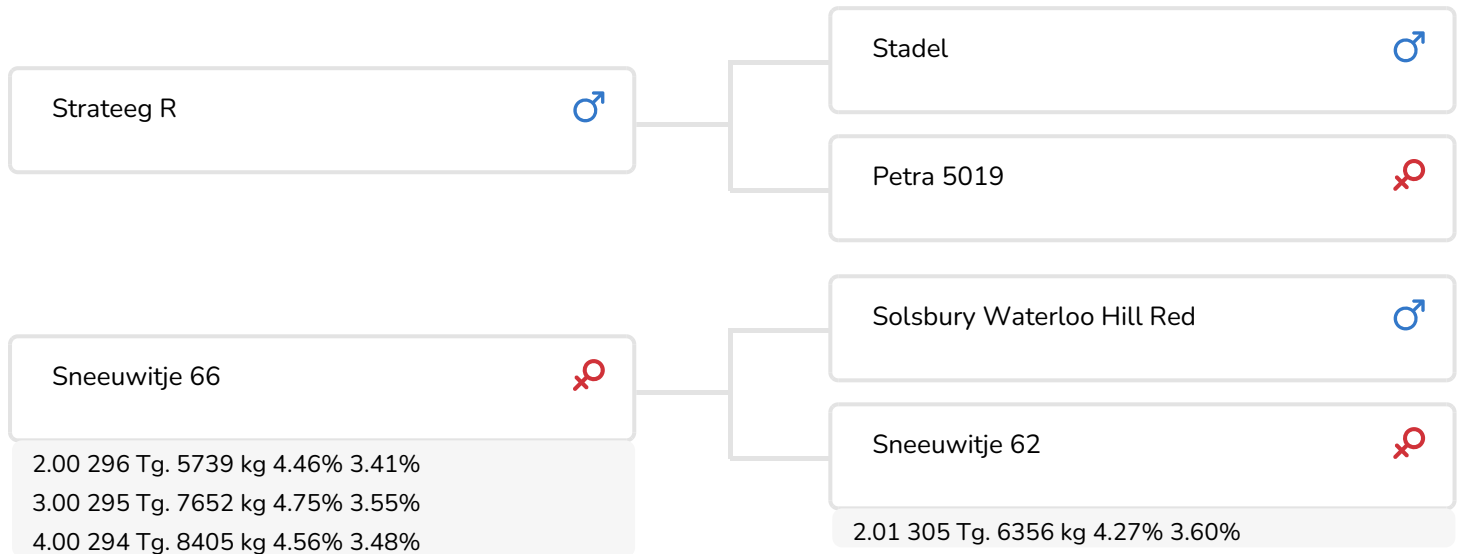 Strateeg R
Stadel
Petra 5019
Sneeuwitje 66
2.00 296 Tg. 5739 kg 4.46% 3.41%
3.00 295 Tg. 7652 kg 4.75% 3.55%
4.00 294 Tg. 8405 kg 4.56% 3.48%
Solsbury Waterloo Hill Red
Sneeuwitje 62
2.01 305 Tg. 6356 kg 4.27% 3.60%